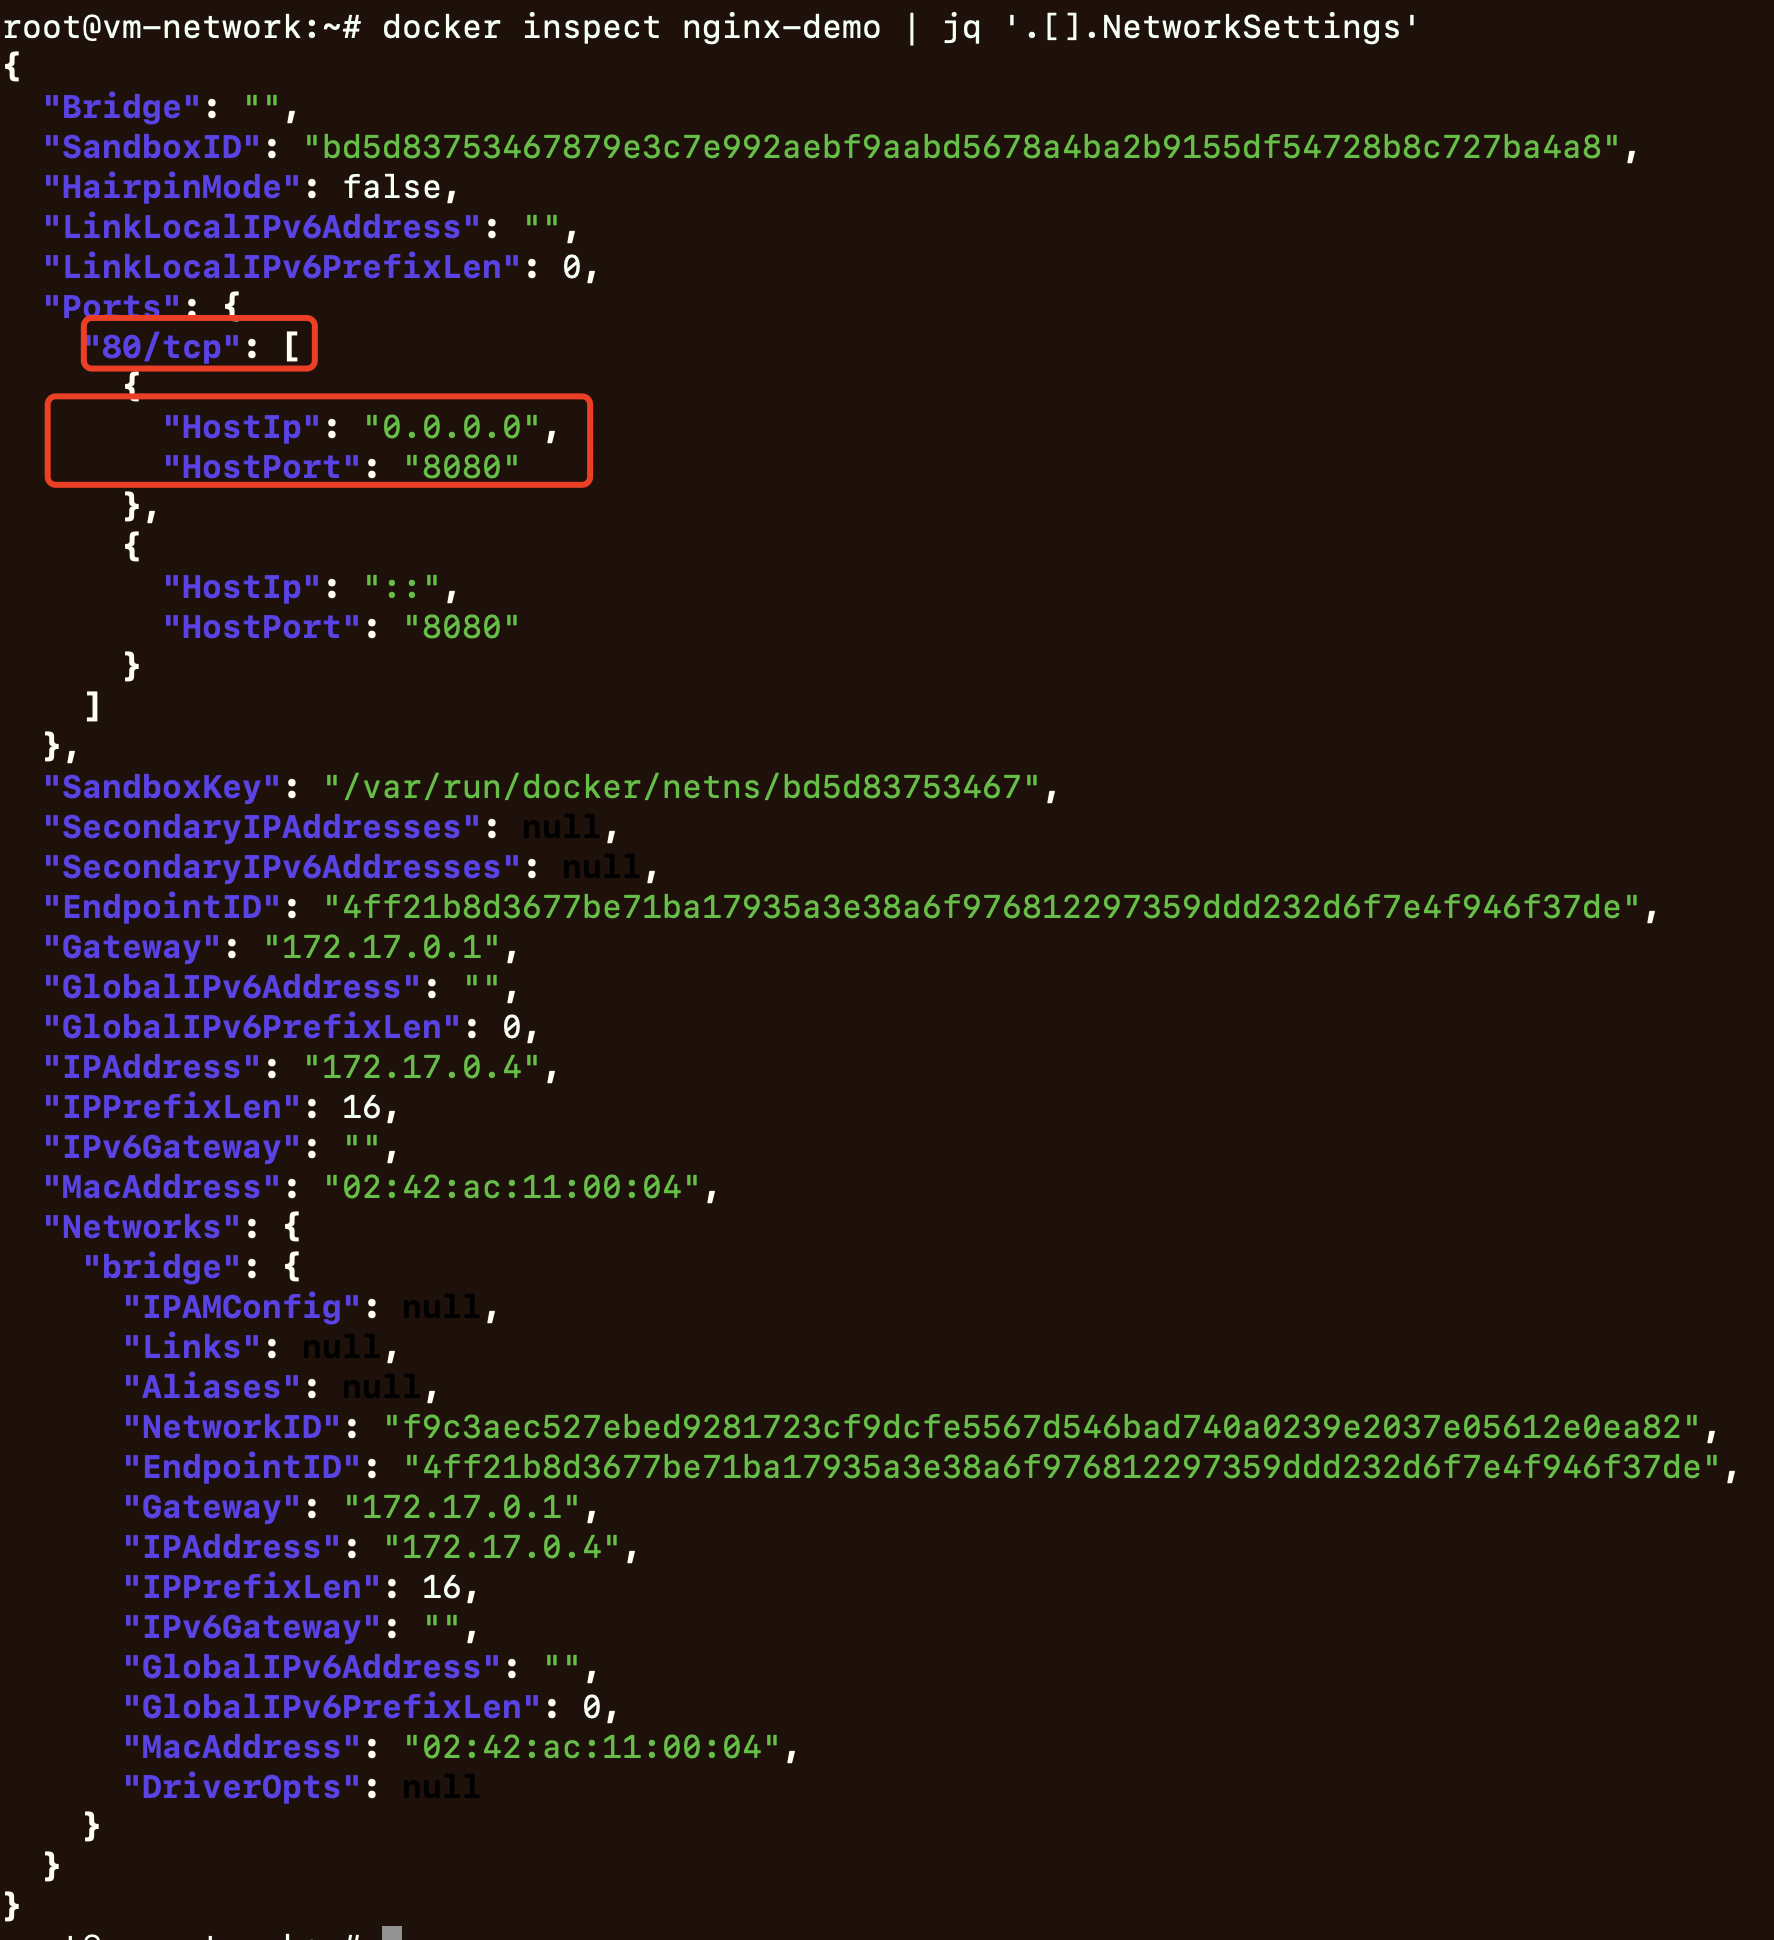 root@vm-network:~# docker inspect nginx-demo | jq '.[].NetworkSettings'
{
  "Bridge": "",
  "SandboxID": "bd5d83753467879e3c7e992aebf9aabd5678a4ba2b9155df54728b8c727ba4a8",
  "HairpinMode": false,
  "LinkLocalIPv6Address": "",
  "LinkLocalIPv6PrefixLen": 0,
  "Ports": {
    "80/tcp": [
      {
        "HostIp": "0.0.0.0",
        "HostPort": "8080"
      },
      {
        "HostIp": "::",
        "HostPort": "8080"
      }
    ]
  },
  "SandboxKey": "/var/run/docker/netns/bd5d83753467",
  "SecondaryIPAddresses": null,
  "SecondaryIPv6Addresses": null,
  "EndpointID": "4ff21b8d3677be71ba17935a3e38a6f976812297359ddd232d6f7e4f946f37de",
  "Gateway": "172.17.0.1",
  "GlobalIPv6Address": "",
  "GlobalIPv6PrefixLen": 0,
  "IPAddress": "172.17.0.4",
  "IPPrefixLen": 16,
  "IPv6Gateway": "",
  "MacAddress": "02:42:ac:11:00:04",
  "Networks": {
    "bridge": {
      "IPAMConfig": null,
      "Links": null,
      "Aliases": null,
      "NetworkID": "f9c3aec527ebed9281723cf9dcfe5567d546bad740a0239e2037e05612e0ea82",
      "EndpointID": "4ff21b8d3677be71ba17935a3e38a6f976812297359ddd232d6f7e4f946f37de",
      "Gateway": "172.17.0.1",
      "IPAddress": "172.17.0.4",
      "IPPrefixLen": 16,
      "IPv6Gateway": "",
      "GlobalIPv6Address": "",
      "GlobalIPv6PrefixLen": 0,
      "MacAddress": "02:42:ac:11:00:04",
      "DriverOpts": null
    }
  }
}